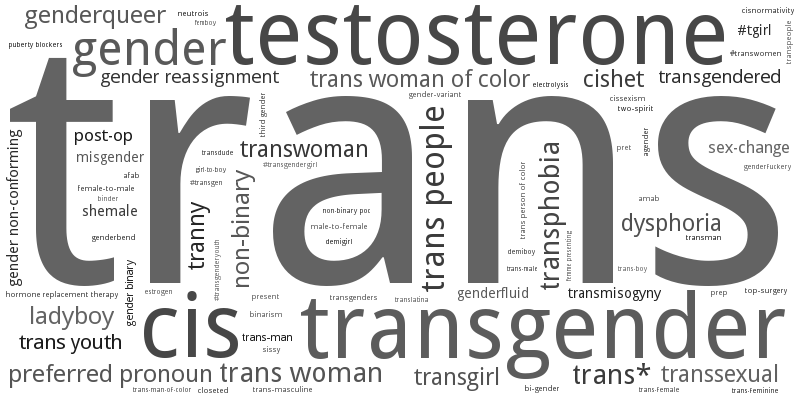 genderqueer
neutrois
femboy
testosterone
cisnormativity
#tgirl
transpeople
puberty blockers
gender
#transwomen
gender reassignment
trans woman of color
electrolysis
cishet
transgendered
trans
gender-variant
cissexism
two-spirit
third gender
trans people
post-op
transwoman
agender
sex-change
misgender
transdude
#transgendergirl
pret
genderfuckery
gender non-conforming
afab
girl-to-boy
female-to-male
#transgen
binder
non-binary
trans person of color
transphobia
amab
shemale
tranny
non-binary poc
male-to-female
demigirl
dysphoria
transman
genderbend
#transgenderyouth
demiboy
trans-male
femme presenting
trans-boy
hormone replacement therapy
gender binary
estrogen
present
transgenders
translatina
genderfluid
transmisogyny
prep
top-surgery
ladyboy
cis
binarism
transgender
trans youth
trans-man
sissy
preferred pronoun
trans woman
transgirl
trans*
transsexual
trans-man-of-color
closeted
trans-masculine
bi-gender
trans-female
trans-feminine